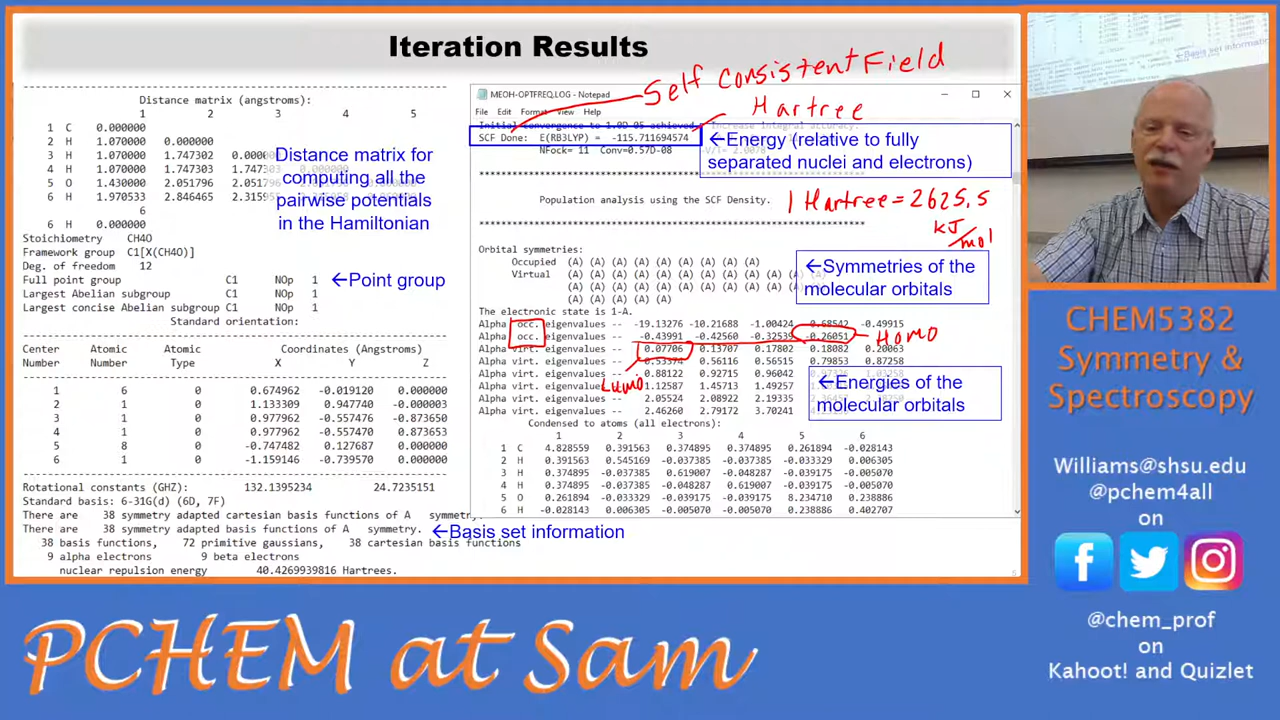 Iteration Results
Distance matrix (angstroms):
1 2 3 4 5
1 C 0.000000
2 H 1.070000 0.000000
3 H 1.070000 1.747302 0.0000
4 H 1.070000 1.747302 1.747303
5 O 1.430000 2.051796 2.051796
6 H 1.970533 2.846465 2.315955
6
6 H 0.000000
Distance matrix for
computing all the
pairwise potentials
in the Hamiltonian
Stoichiometry CH4O
Framework group C1[X(CH4O)]
Deg. of freedom 12
Full point group C1 NOp 1
Largest Abelian subgroup C1 NOp 1
Largest concise Abelian subgroup C1 NOp 1
←Point group
Standard orientation:
Center Atomic Atomic Coordinates (Angstroms)
Number Number Type X Y Z
1 6 0 0.674962 -0.019120 0.000000
2 1 0 1.133309 0.947740 -0.000003
3 1 0 0.977962 -0.557476 -0.873650
4 1 0 0.977962 -0.557470 0.873653
5 8 0 -0.747482 0.127687 0.000000
6 1 0 -1.159146 -0.739570 0.000000
Rotational constants (GHZ): 132.1395234 24.7235151
Standard basis: 6-31G(d) (6D, 7F)
There are 38 symmetry adapted cartesian basis functions of A symmetry.
There are 38 symmetry adapted basis functions of A symmetry.
38 basis functions, 72 primitive gaussians, 38 cartesian basis functions
9 alpha electrons 9 beta electrons
nuclear repulsion energy 40.4269939816 Hartrees.
←Basis set information
Self Consistent Field
Hartree
MEOH-OPTFREQ.LOG - Notepad
File Edit Format View Help
Initial convergence to 1.0D-05 achieved. Increase integral accuracy.
SCF Done: E(RB3LYP) = -115.711694574
NFock= 11 Conv=0.57D-08 -V/T= 2.0078
←Energy (relative to fully
separated nuclei and electrons)
1 Hartree = 2625.5
kJ/mol
Population analysis using the SCF Density.
Orbital symmetries:
Occupied (A) (A) (A) (A) (A) (A) (A) (A) (A)
Virtual (A) (A) (A) (A) (A) (A) (A) (A) (A) (A)
(A) (A) (A) (A) (A) (A) (A) (A) (A)
(A) (A) (A) (A) (A)
←Symmetries of the
molecular orbitals
The electronic state is 1-A.
Alpha occ. eigenvalues -- -19.13276 -10.21688 -1.00424 -0.68542 -0.49915
Alpha occ. eigenvalues -- -0.43991 -0.42560 -0.32539 -0.26051
Homo
Alpha virt. eigenvalues -- 0.07706 0.13707 0.17802 0.18082 0.20063
Alpha virt. eigenvalues -- 0.53374 0.56116 0.56515 0.79853 0.87258
Alpha virt. eigenvalues -- 0.88122 0.92715 0.96042
Lumo
Alpha virt. eigenvalues -- 1.12587 1.45713 1.49257
Alpha virt. eigenvalues -- 2.05524 2.08922 2.19335
Alpha virt. eigenvalues -- 2.46260 2.79172 3.70241
←Energies of the
molecular orbitals
Condensed to atoms (all electrons):
1 2 3 4 5 6
1 C 4.828559 0.391563 0.374895 0.374895 0.261894 -0.028143
2 H 0.391563 0.545169 -0.037385 -0.037385 -0.033329 0.006305
3 H 0.374895 -0.037385 0.619007 -0.048287 -0.039175 -0.005070
4 H 0.374895 -0.037385 -0.048287 0.619007 -0.039175 -0.005070
5 O 0.261894 -0.033329 -0.039175 -0.039175 8.234710 0.238886
6 H -0.028143 0.006305 -0.005070 -0.005070 0.238886 0.402707
CHEM5382
Symmetry &
Spectroscopy
Williams@shsu.edu
@pchem4all
on
@chem_prof
on
Kahoot! and Quizlet
PCHEM at Sam